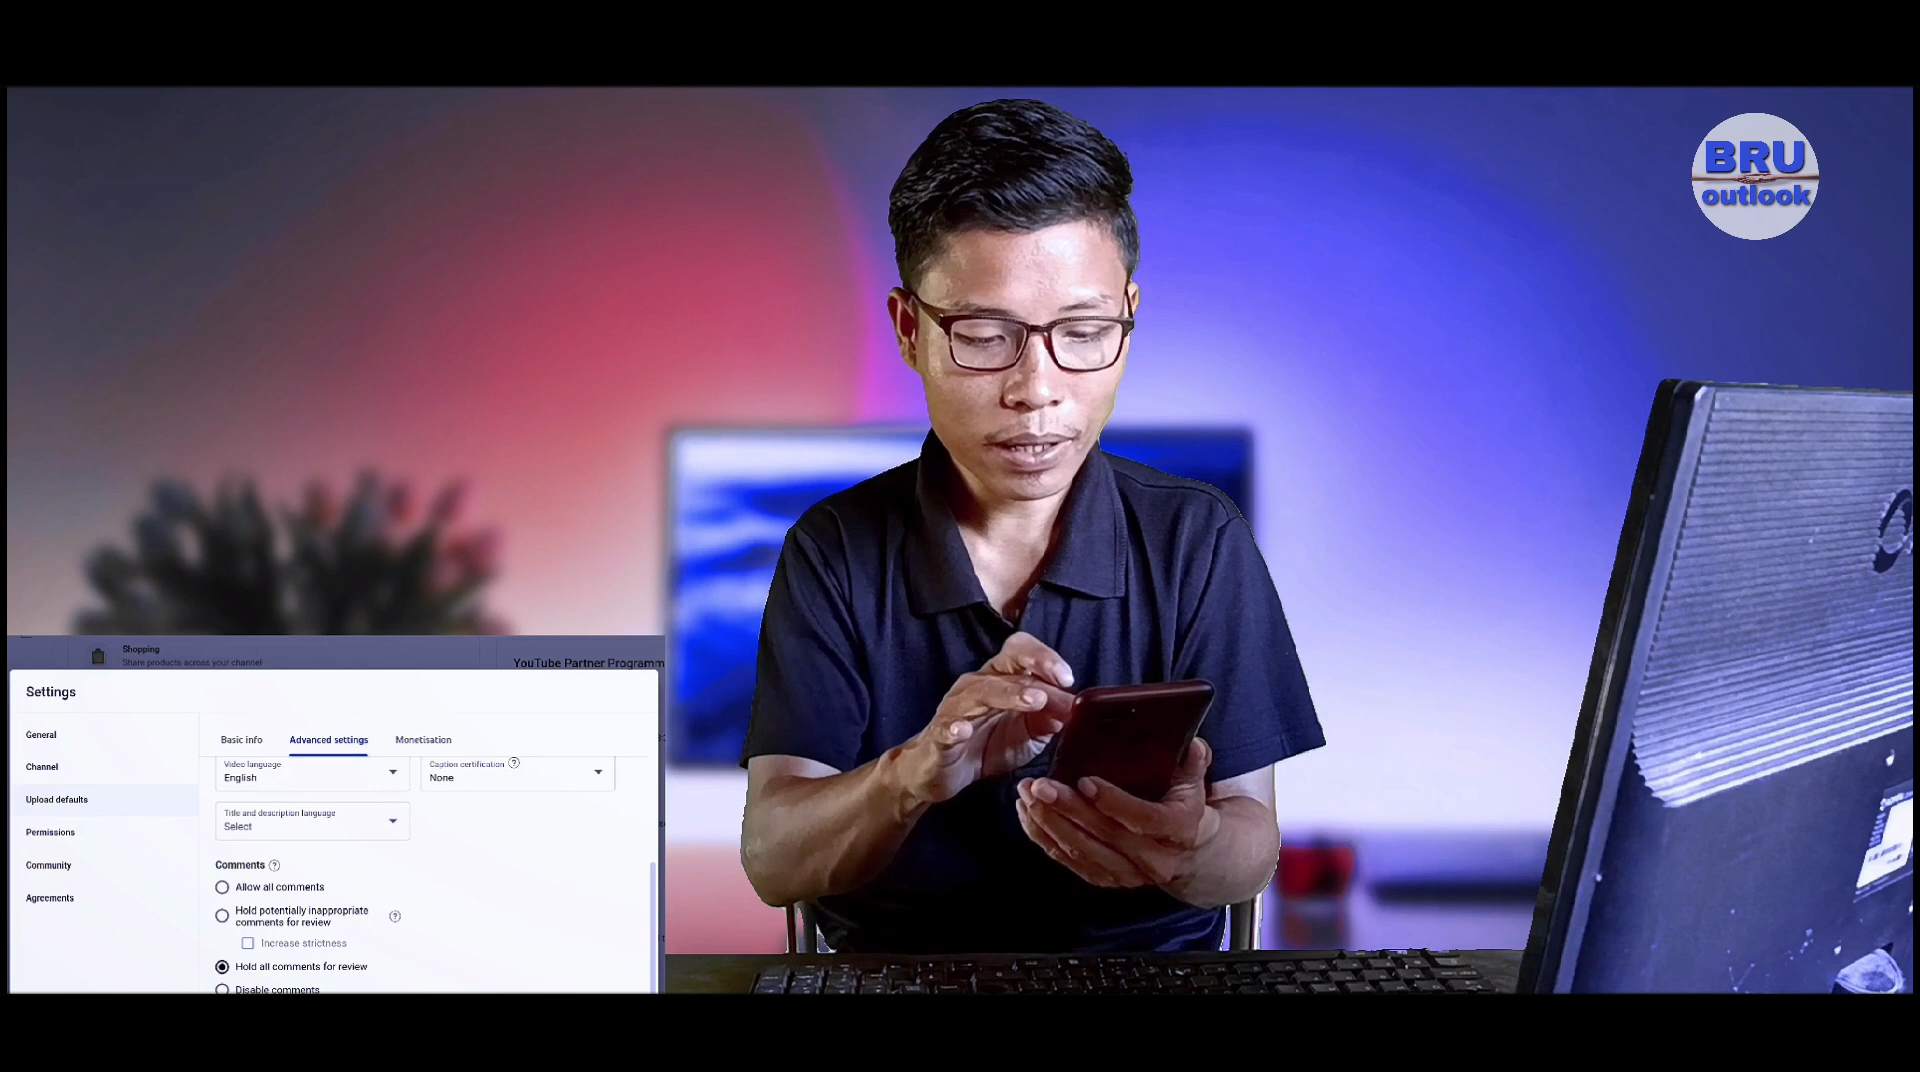 BRU
outlook
Shopping
Share products across your channel
YouTube Partner Programm
Settings
General
Channel
Upload defaults
Permissions
Community
Agreements
Basic info
Advanced settings
Monetisation
Video language
English
Caption certification
None
Title and description language
Select
Comments
Allow all comments
Hold potentially inappropriate
comments for review
Increase strictness
Hold all comments for review
Disable comments